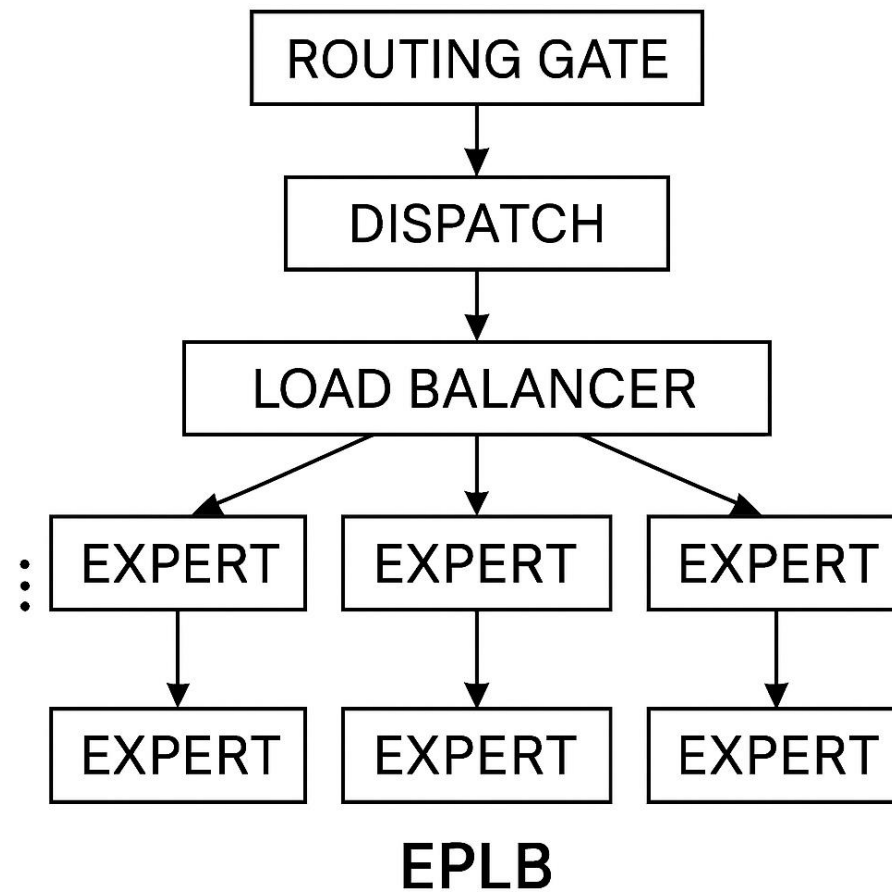 ROUTING GATE
DISPATCH
LOAD BALANCER
EXPERT EXPERT EXPERT
EXPERT EXPERT EXPERT
EPLB